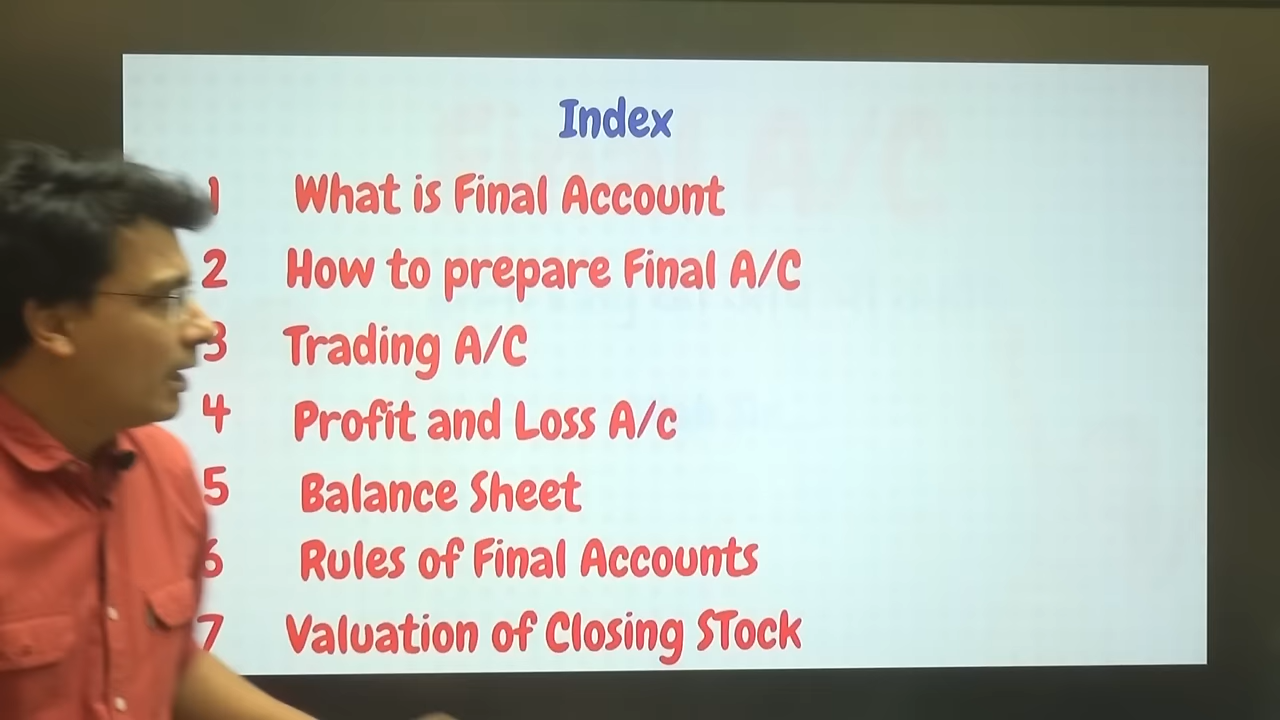 Index
1 What is Final Account
2 How to prepare Final A/C
3 Trading A/C
4 Profit and Loss A/c
5 Balance Sheet
6 Rules of Final Accounts
7 Valuation of Closing STock